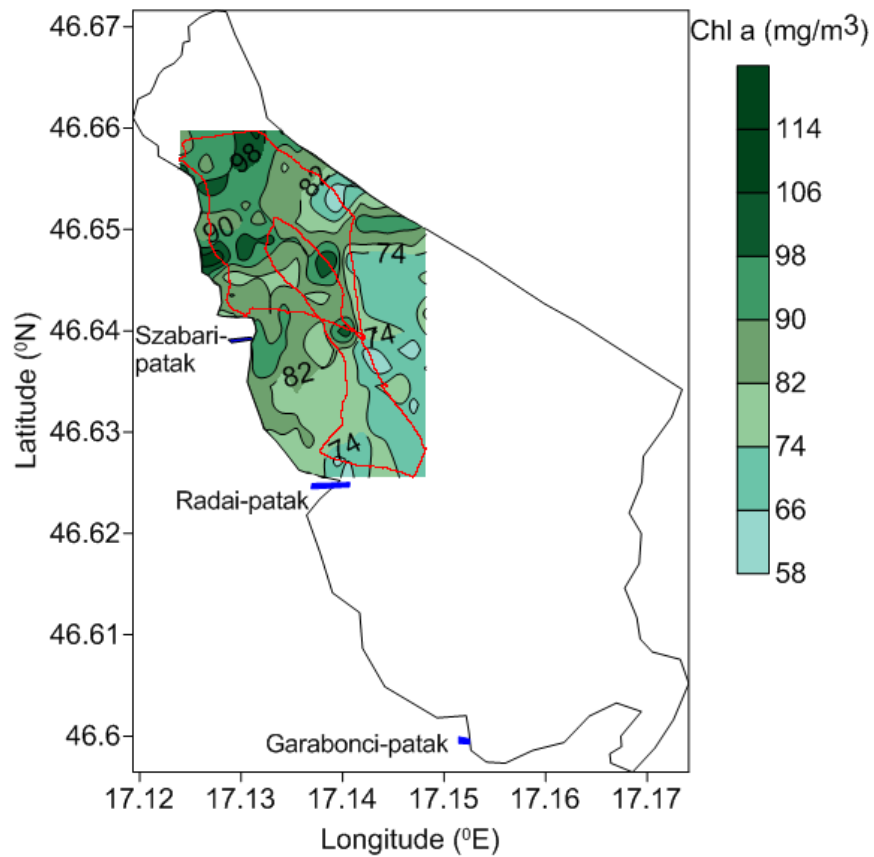 46.67
Chl a (mg/m3)
46.66
98
82
114
106
90
46.65
98
74
90
46.64
Szabari-
patak
74
82
82
74
46.63
74
66
Radai-patak
58
46.62
46.61
Garabonci-patak
46.6
17.12 17.13 17.14 17.15 17.16 17.17
Latitude (⁰N)
Longitude (⁰E)